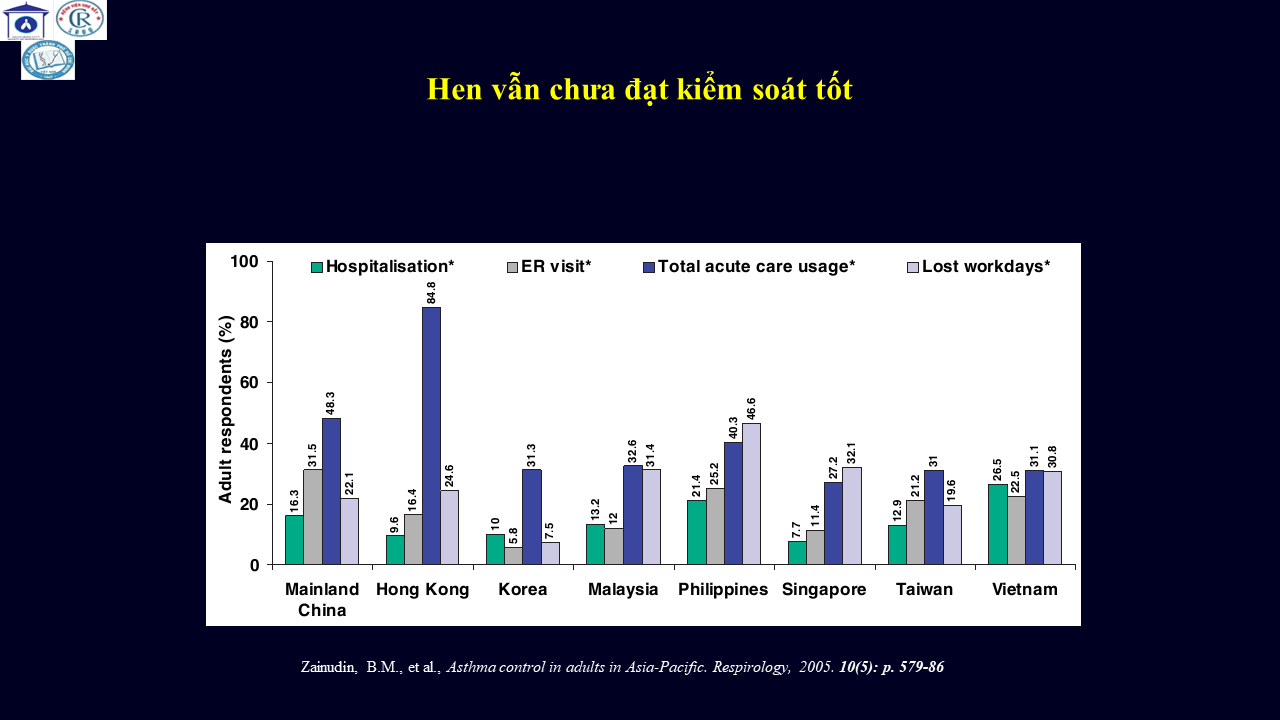 Hen vẫn chưa đạt kiểm soát tốt
Hospitalisation* ER visit* Total acute care usage* Lost workdays*
Adult respondents (%)
100
80
60
40
20
0
16.3 31.5 48.3 22.1
9.6 16.4 84.8 24.6
10 5.8 31.3 7.5
13.2 12 32.6 31.4
21.4 25.2 40.3 46.6
7.7 11.4 27.2 32.1
12.9 21.2 31 19.6
26.5 22.5 31.1 30.8
Mainland Hong Kong Korea Malaysia Philippines Singapore Taiwan Vietnam
China
Zainudin, B.M., et al., Asthma control in adults in Asia-Pacific. Respirology, 2005. 10(5): p. 579-86